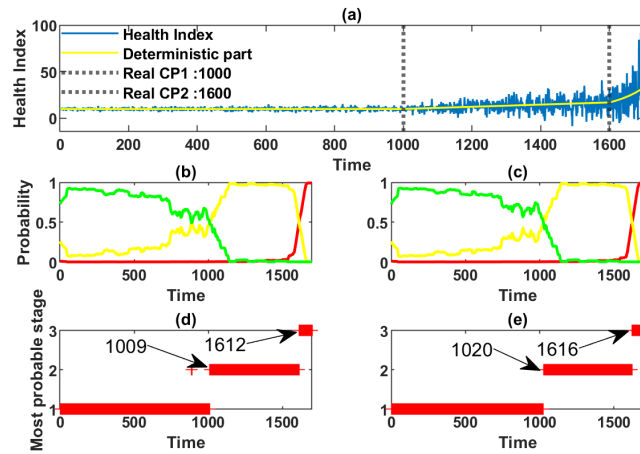 (a)
Health Index
100
50
0
Health Index
Deterministic part
Real CP1 :1000
Real CP2 :1600
0 200 400 600 800 1000 1200 1400 1600
Time
(b) (c)
Probability
1
0.5
0
1
0.5
0
0 500 1000 1500
0 500 1000 1500
Time
Time
(d) (e)
Most probable stage
3
2
1
1009
1612
3
2
1
1020
1616
0 500 1000 1500
0 500 1000 1500
Time
Time